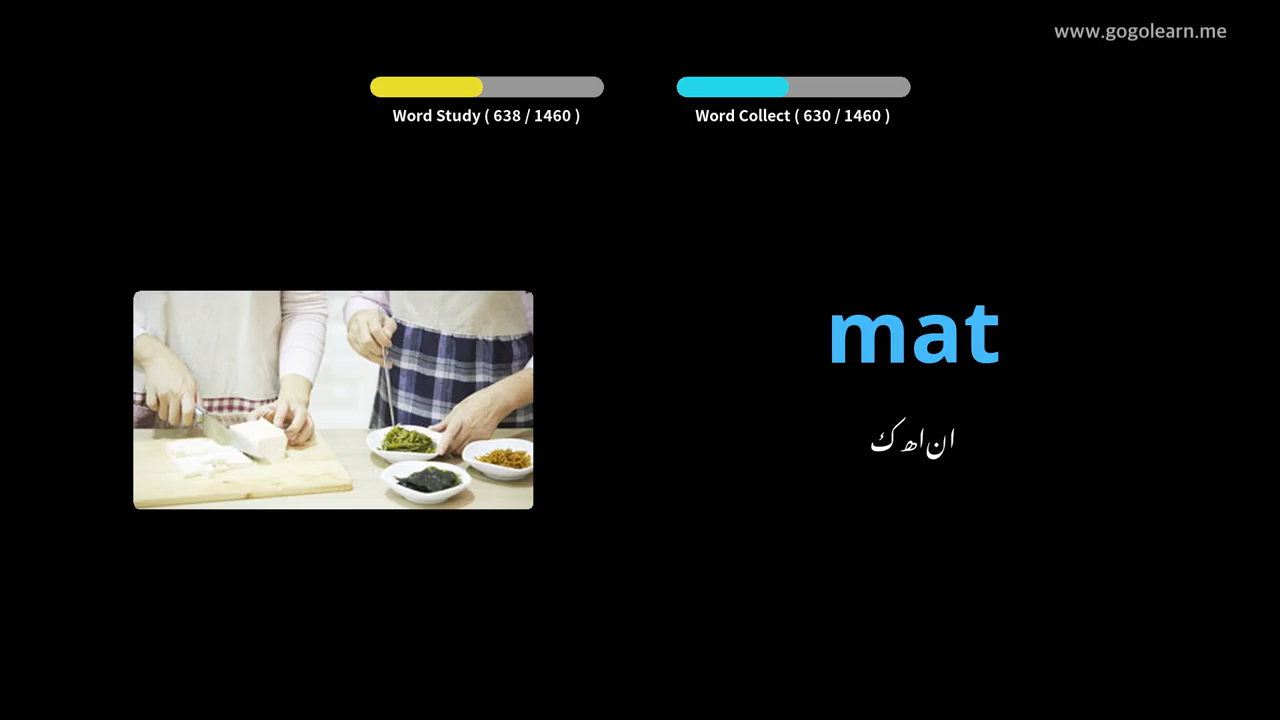 www.gogolearn.me
Word Study ( 638 / 1460 )
Word Collect ( 630 / 1460 )
mat
ان اھ ک